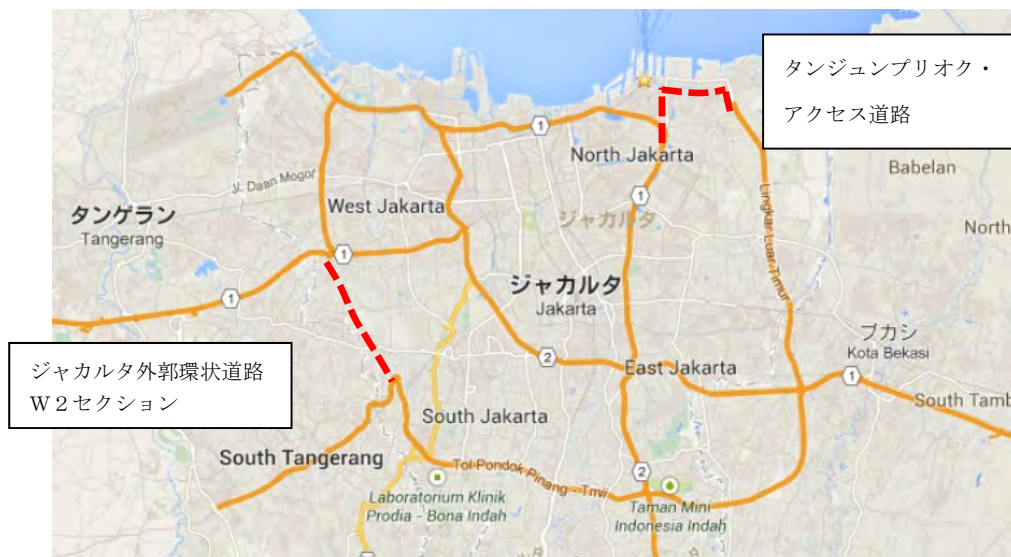 タンジュンプリオク・
アクセス道路
1
North Jakarta
Babelan
Jl. Daan Mogot
1
タンゲラン
Tangerang
West Jakarta
ジャカルタ
Lingkar Luar Timur
North
1
1
ジャカルタ
Jakarta
ブカシ
Kota Bekasi
ジャカルタ外郭環状道路
W2セクション
2
East Jakarta
1
South Tamb
South Jakarta
South Tangerang
Tol Pondok Pinang - Tmii
2
Laboratorium Klinik
Prodia - Bona Indah
Taman Mini
Indonesia Indah